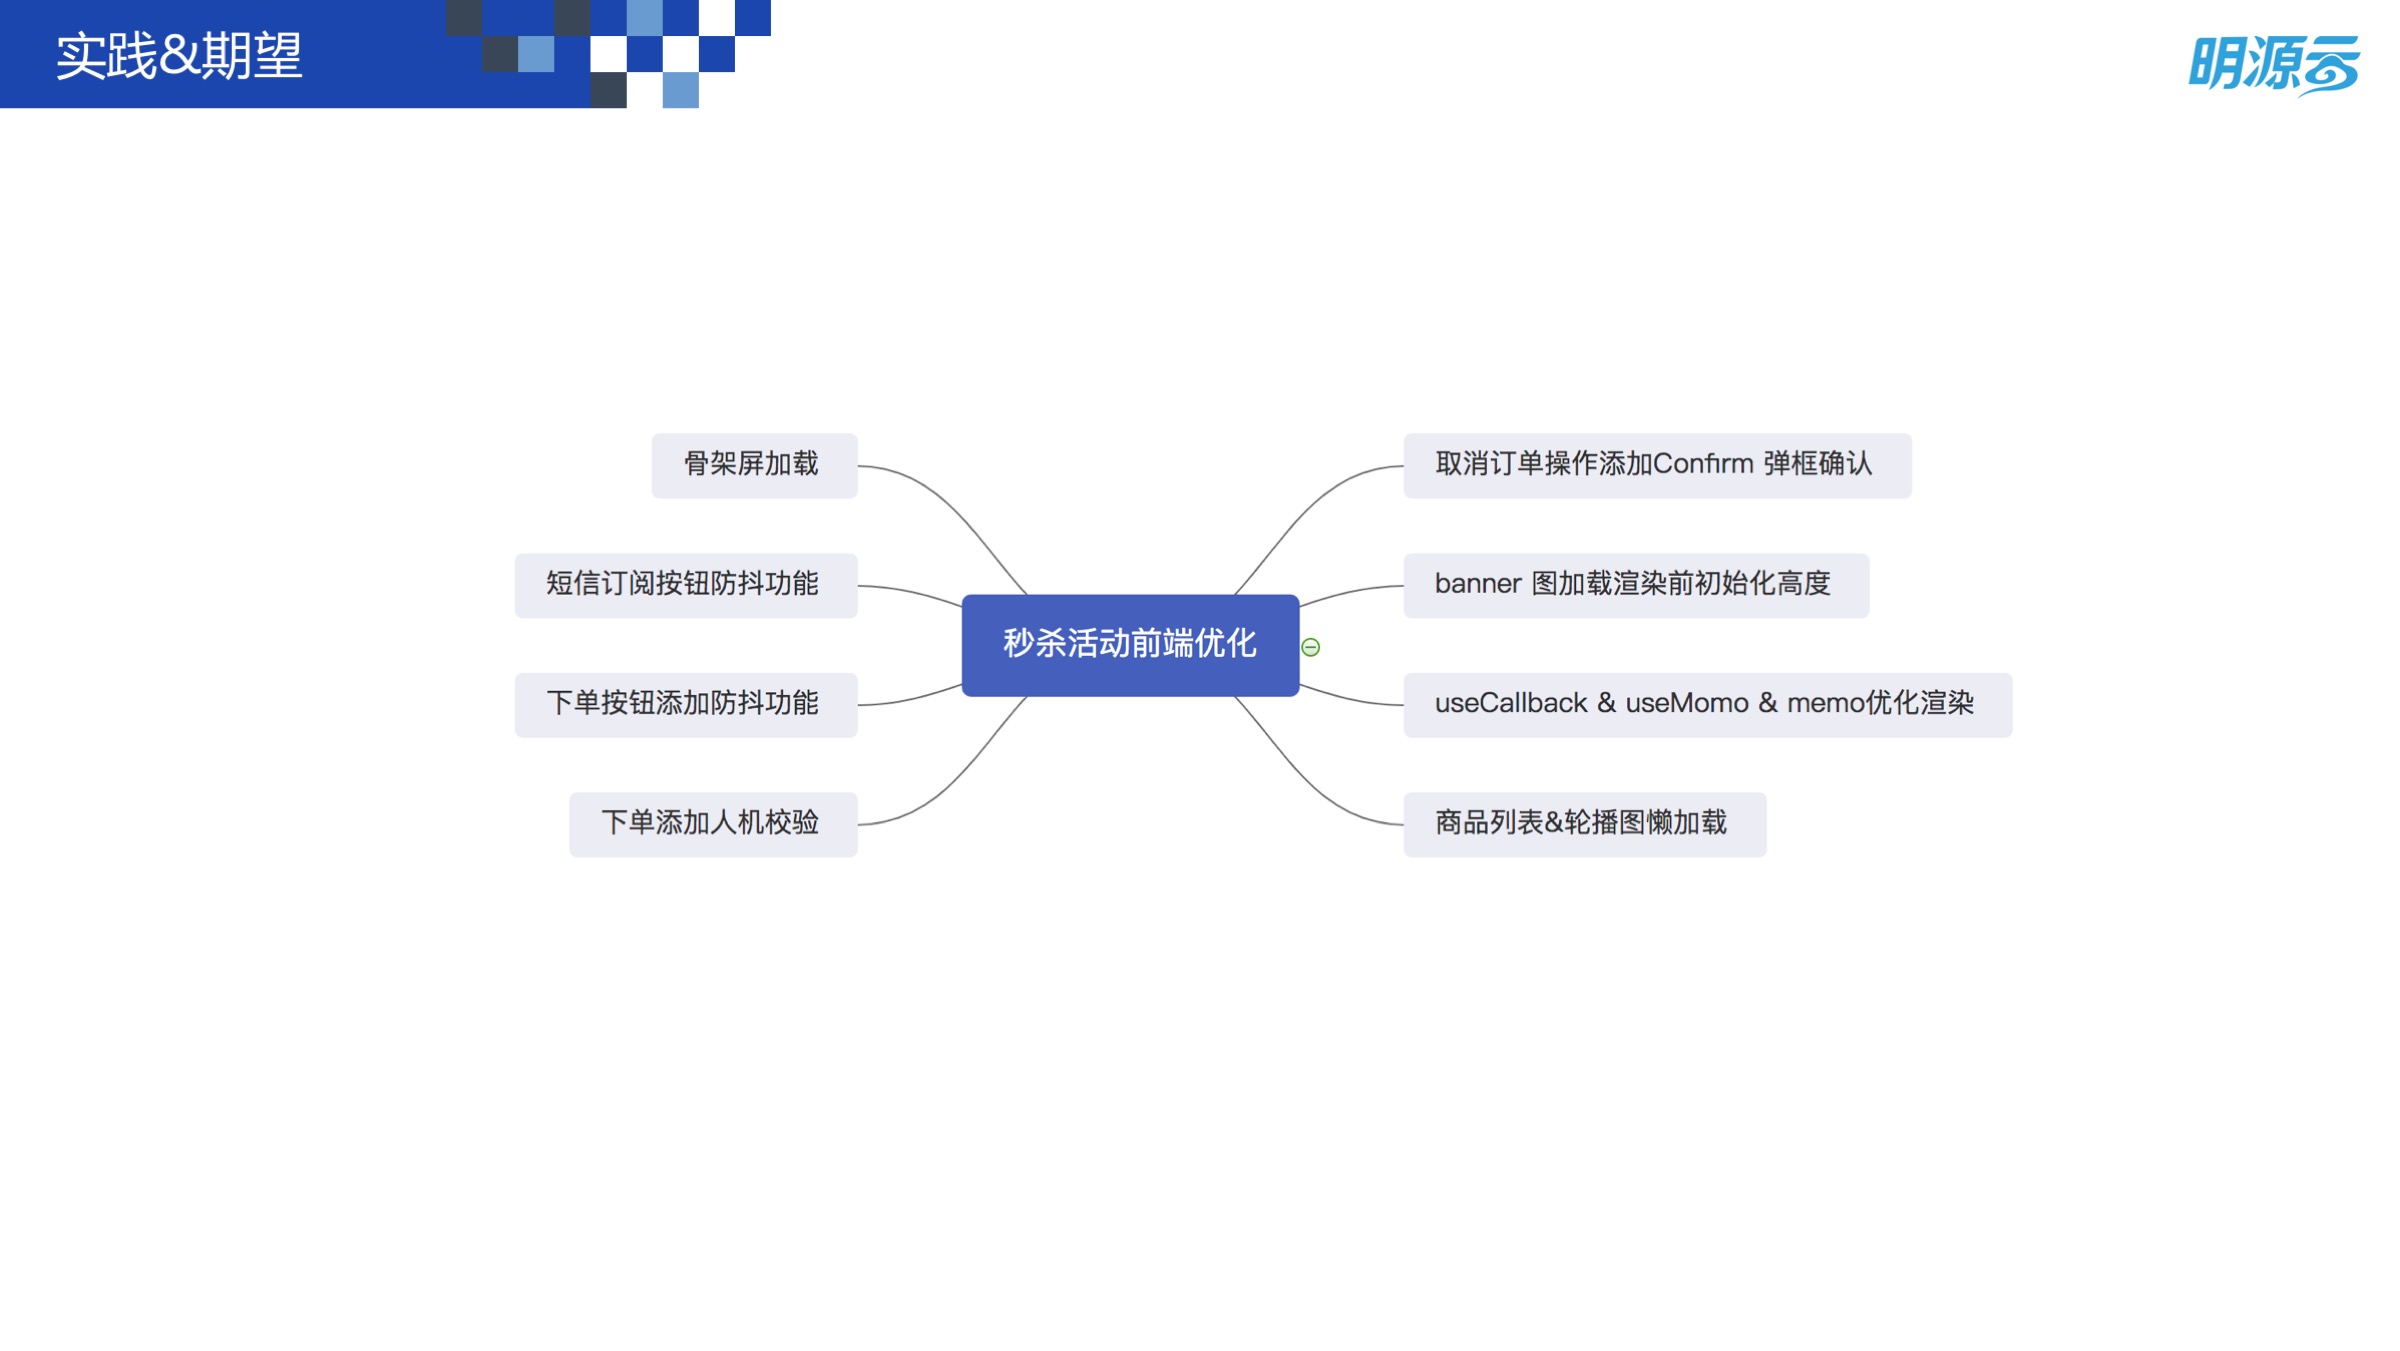 实践&期望
明源云
骨架屏加载
短信订阅按钮防抖功能
下单按钮添加防抖功能
下单添加人机校验
秒杀活动前端优化
取消订单操作添加Confirm 弹框确认
banner 图加载渲染前初始化高度
useCallback & useMomo & memo优化渲染
商品列表&轮播图懒加载